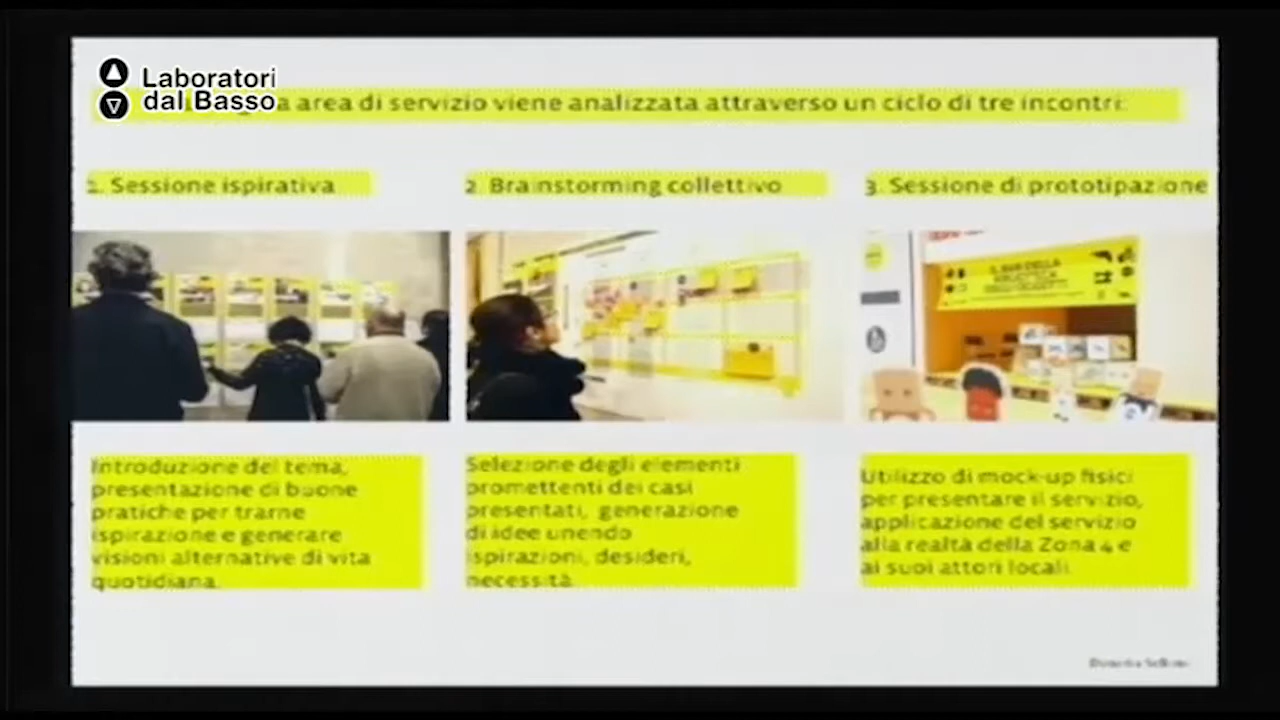 Laboratori
dal Basso
area di servizio viene analizzata attraverso un ciclo di tre incontri:
1. Sessione ispirativa
2. Brainstorming collettivo
3. Sessione di prototipazione
IL BAR DELLA
Introduzione del tema,
presentazione di buone
pratiche per trarne
ispirazione e generare
visioni alternative di vita
quotidiana.
Selezione degli elementi
promettenti dei casi
presentati, generazione
di idee unendo
ispirazioni, desideri,
necessità.
Utilizzo di mock-up fisici
per presentare il servizio,
applicazione del servizio
alla realtà della Zona 4 e
ai suoi attori locali.